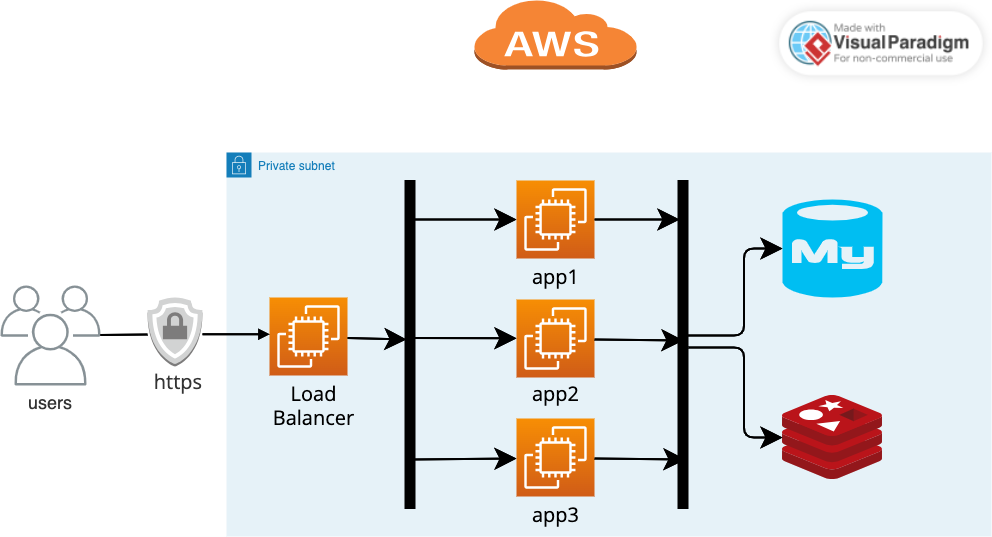 AWS
Made with
Visual Paradigm
For non-commercial use
Private subnet
app1
My
https
users
Load
Balancer
app2
app3